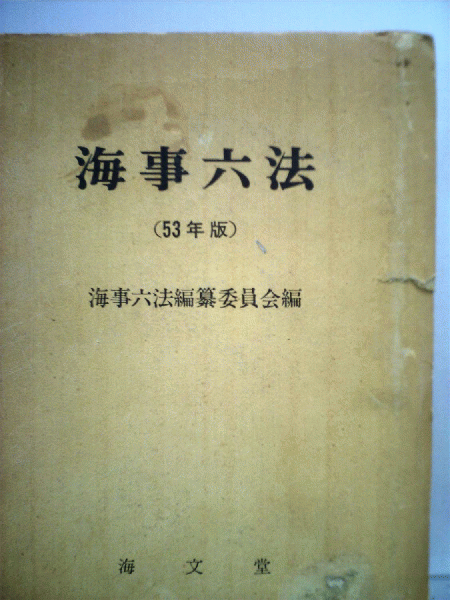 海事六法
（53年版）
海事六法編纂委員会編
海文堂